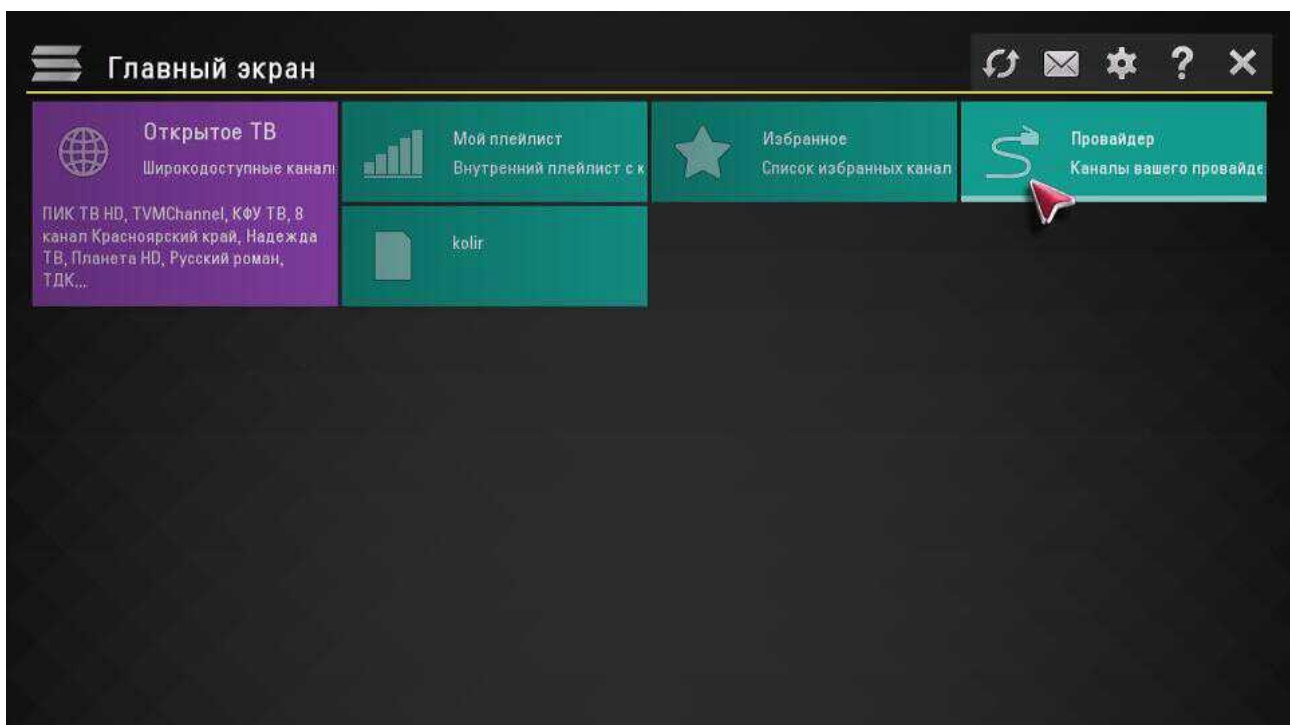 Главный экран
?
Открытое ТВ
Широкодоступные канал
ПИК ТВ HD, TVMChannel, КФУ ТВ, 8
канал Красноярский край, Надежда
ТВ, Планета HD, Русский роман,
ТДК...
Мой плейлист
Внутренний плейлист с к
Избранное
Список избранных канал
Провайдер
Каналы вашего провайде
kolir